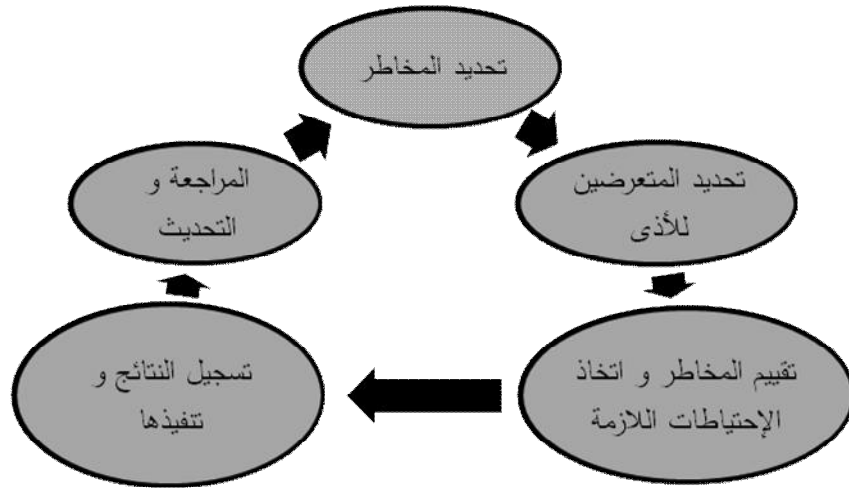 تحديد المخاطر
تحديد المتعرضين
للأذى
تقييم المخاطر و اتخاذ
الإحتياطات اللازمة
تسجيل النتائج و
تنفيذها
المراجعة و
التحديث